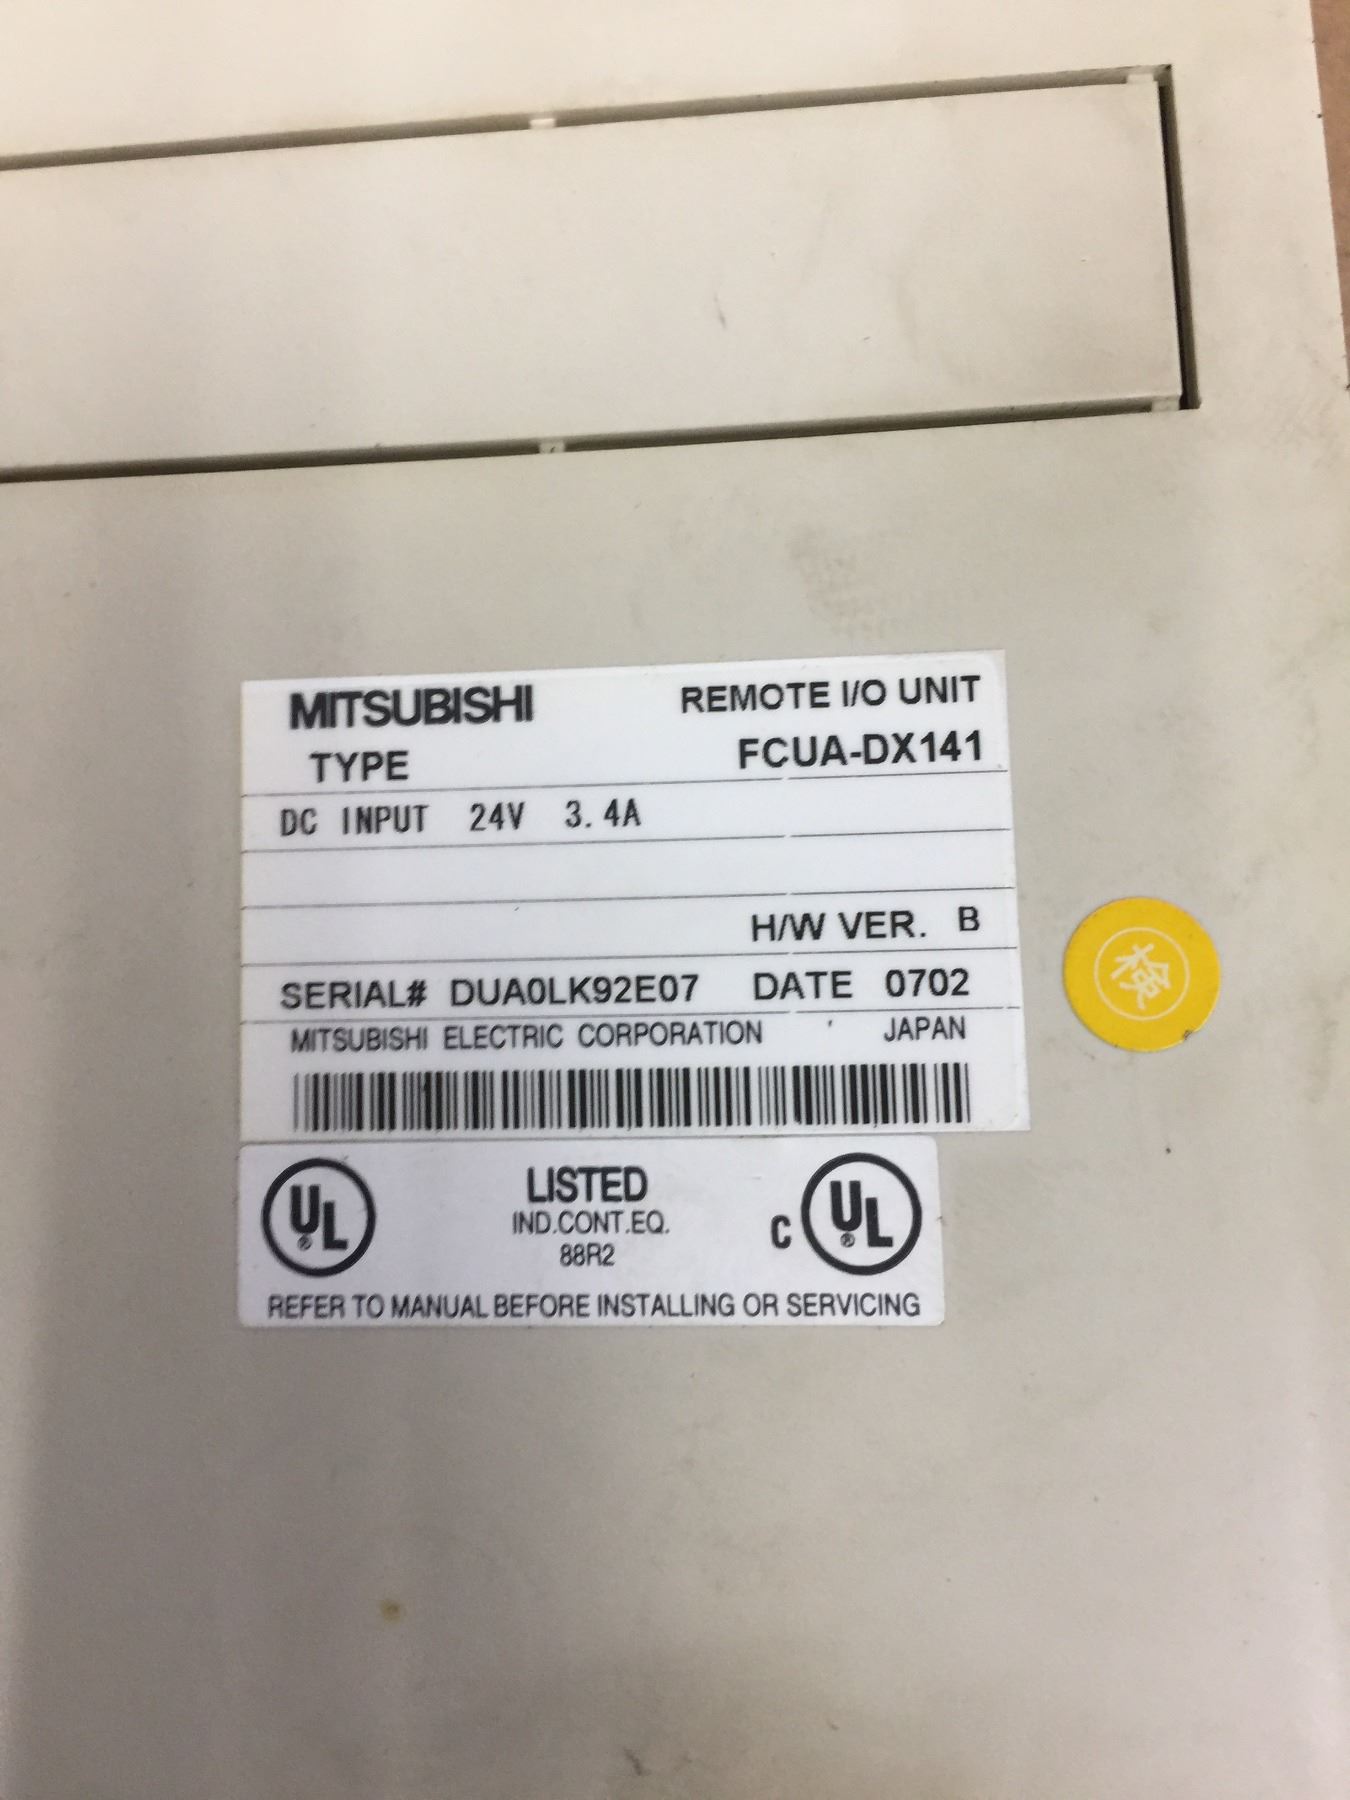 MITSUBISHI REMOTE I/O UNIT
TYPE FCUA-DX141
DC INPUT 24V 3.4A
H/W VER. B
SERIAL# DUA0LK92E07 DATE 0702
MITSUBISHI ELECTRIC CORPORATION JAPAN
UL ® LISTED C UL ®
IND.CONT.EQ.
88R2
REFER TO MANUAL BEFORE INSTALLING OR SERVICING